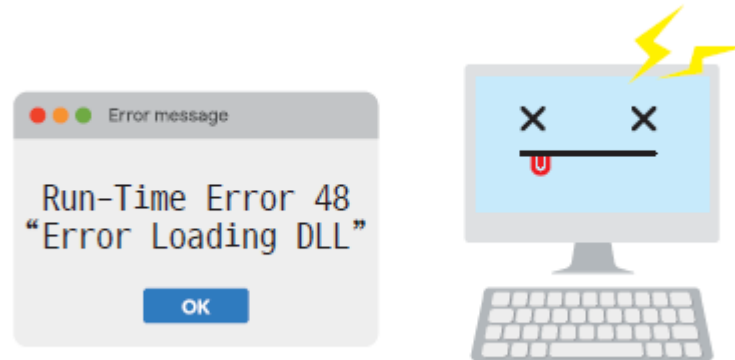 Error message
Run-Time Error 48
“Error Loading DLL”
OK